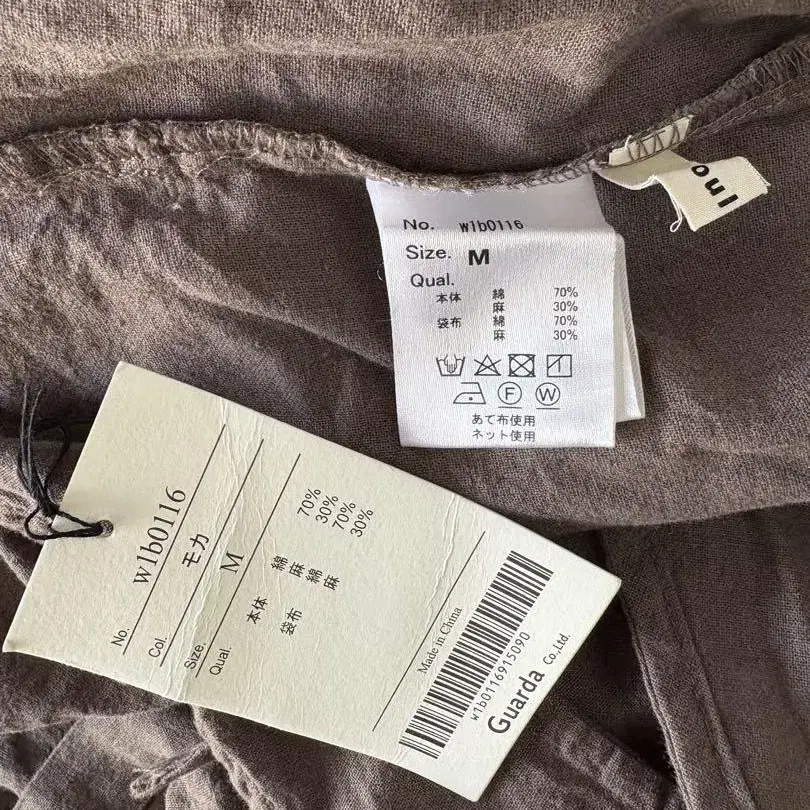 No. w1b0116
Size. M
Qual.
本体 綿 70%
麻 30%
袋布 綿 70%
麻 30%
F W
あて布使用
ネット使用
No. w1b0116
Col. モカ
Size. M
Qual.
本体 綿 70%
麻 30%
袋布 綿 70%
麻 30%
Made in China
w1b0116915090
Guarda Co.,Ltd.